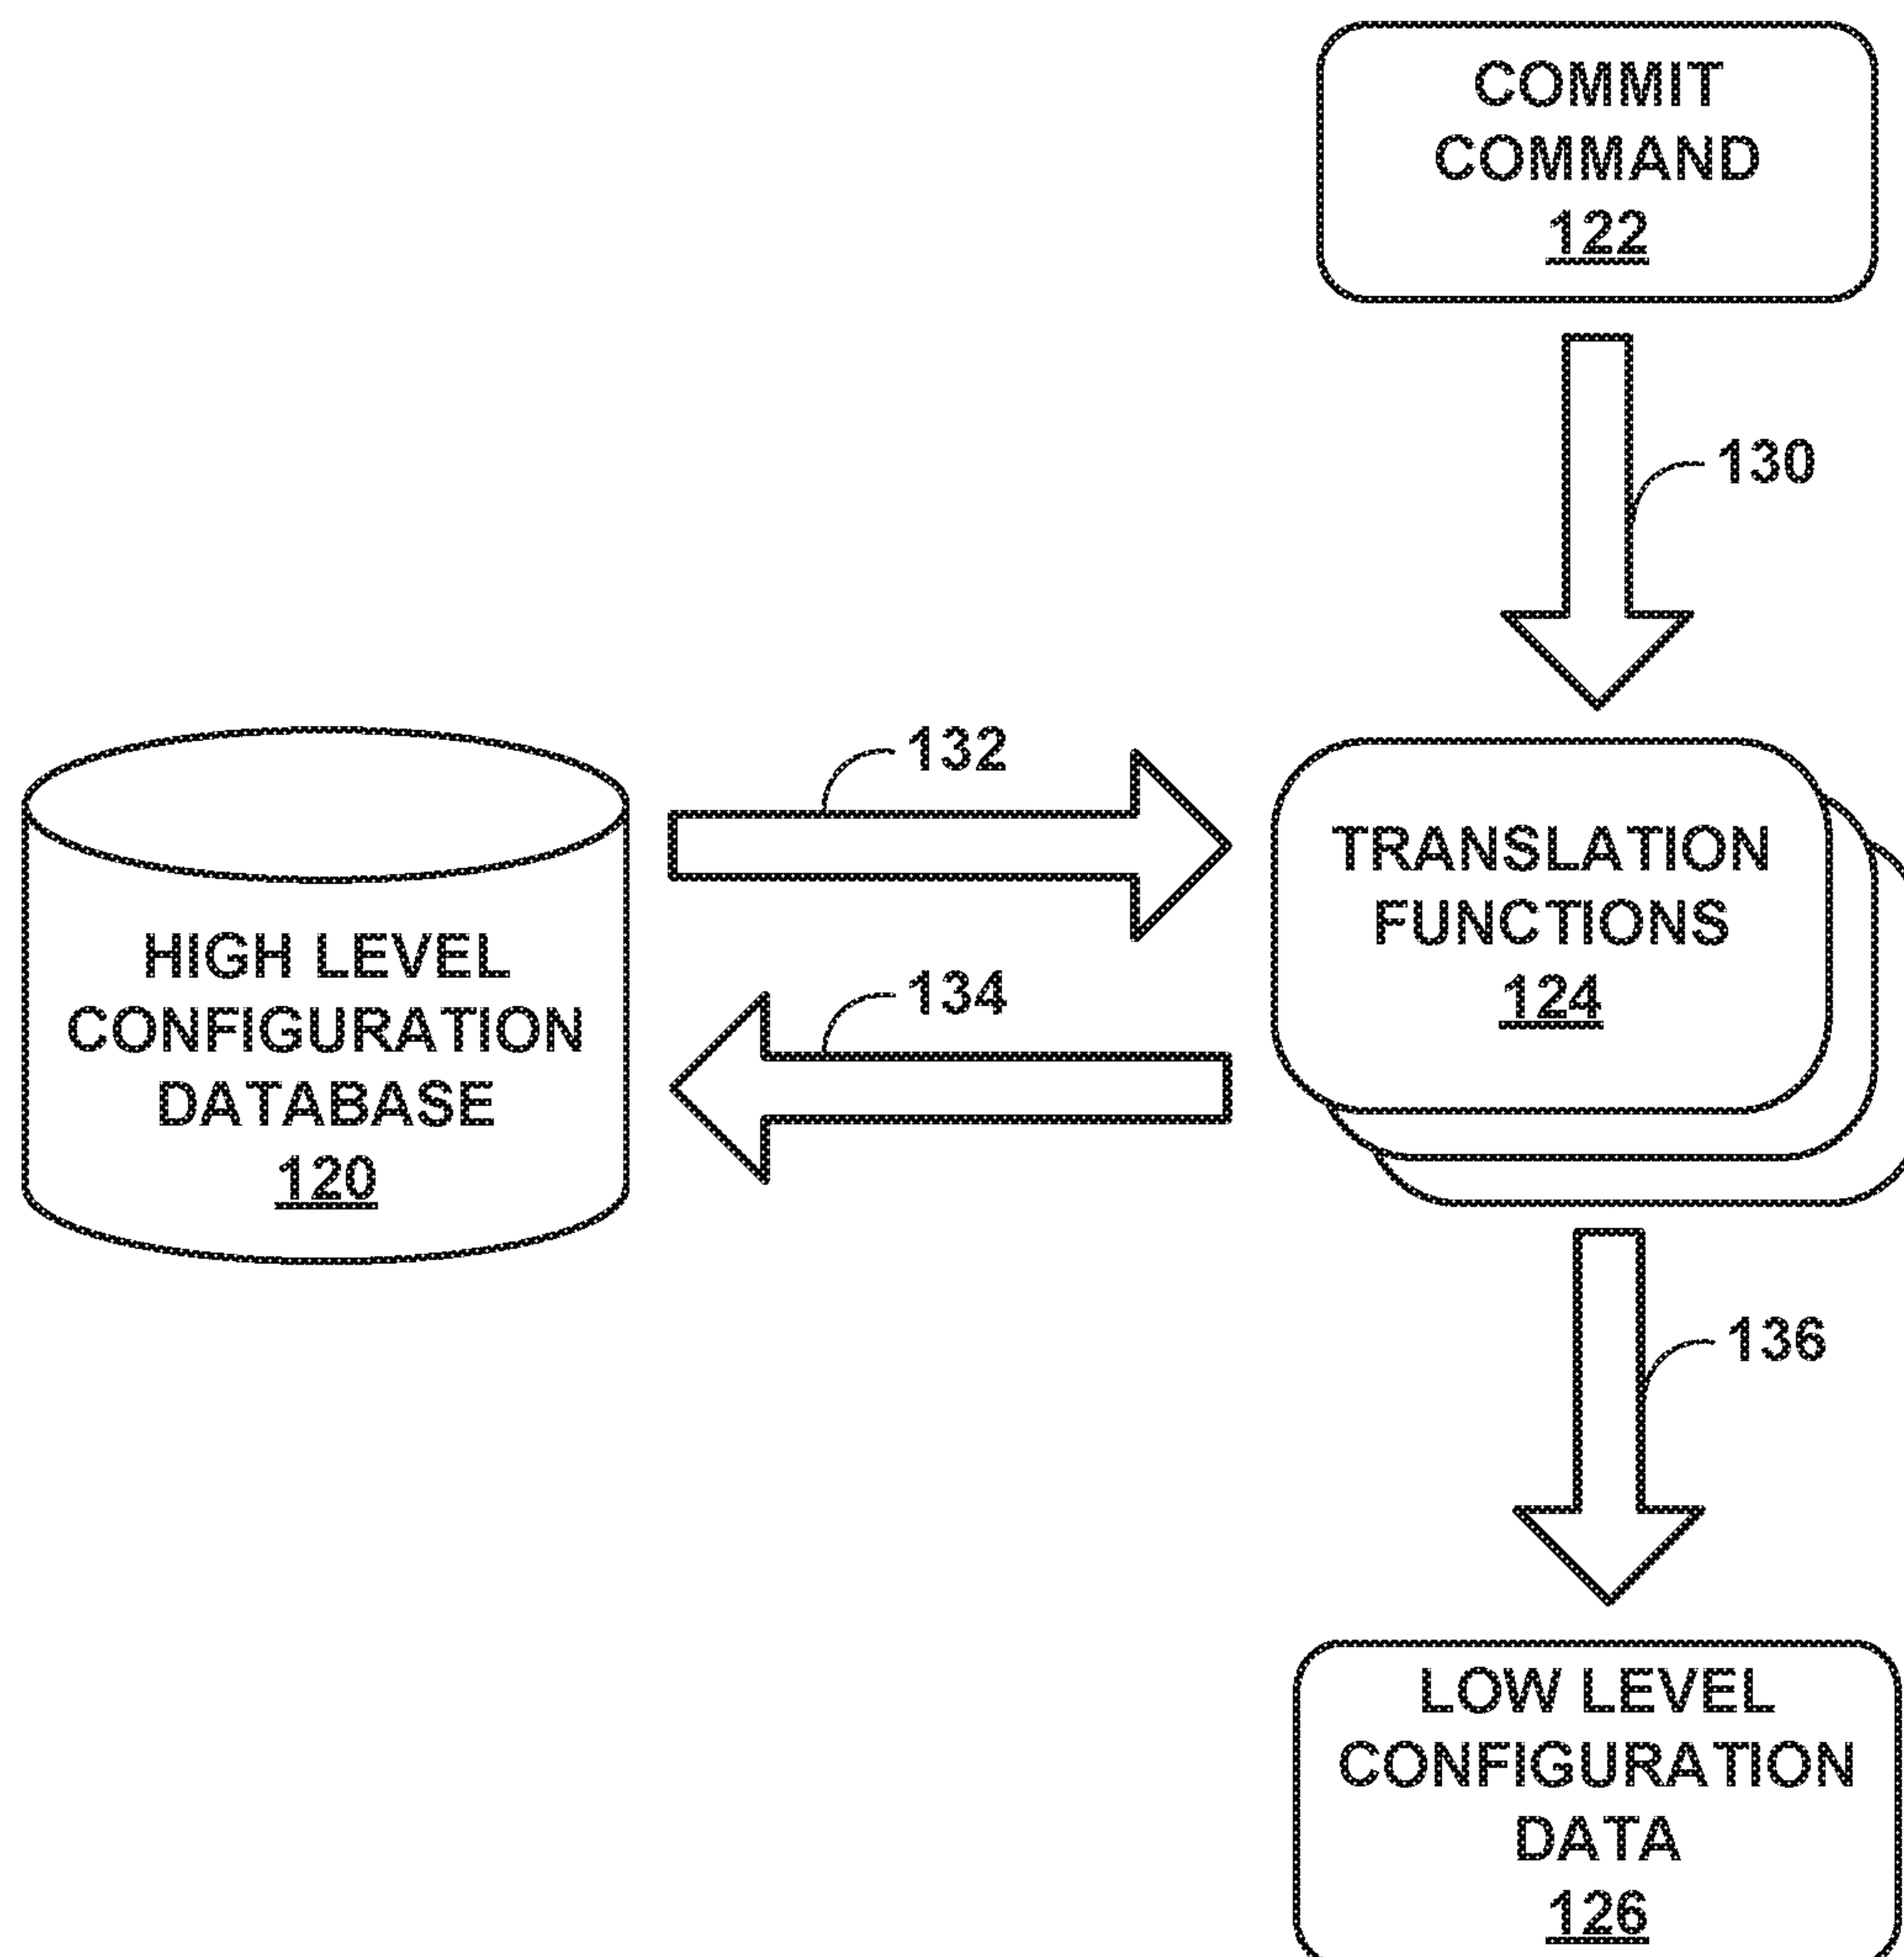 COMMIT
COMMAND
122
130
132
TRANSLATION
FUNCTIONS
124
HIGH LEVEL
CONFIGURATION
DATABASE
120
134
136
LOW LEVEL
CONFIGURATION
DATA
126